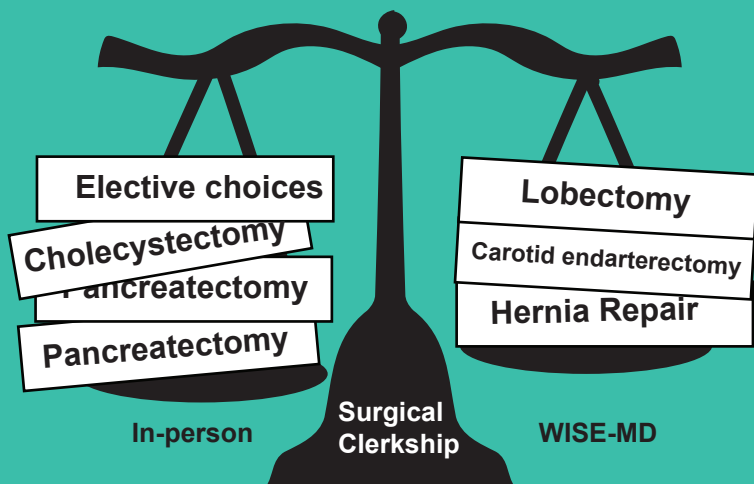 Elective choices
Cholecystectomy
Pancreatectomy
Pancreatectomy
In-person
Surgical
Clerkship
Lobectomy
Carotid endarterectomy
Hernia Repair
WISE-MD